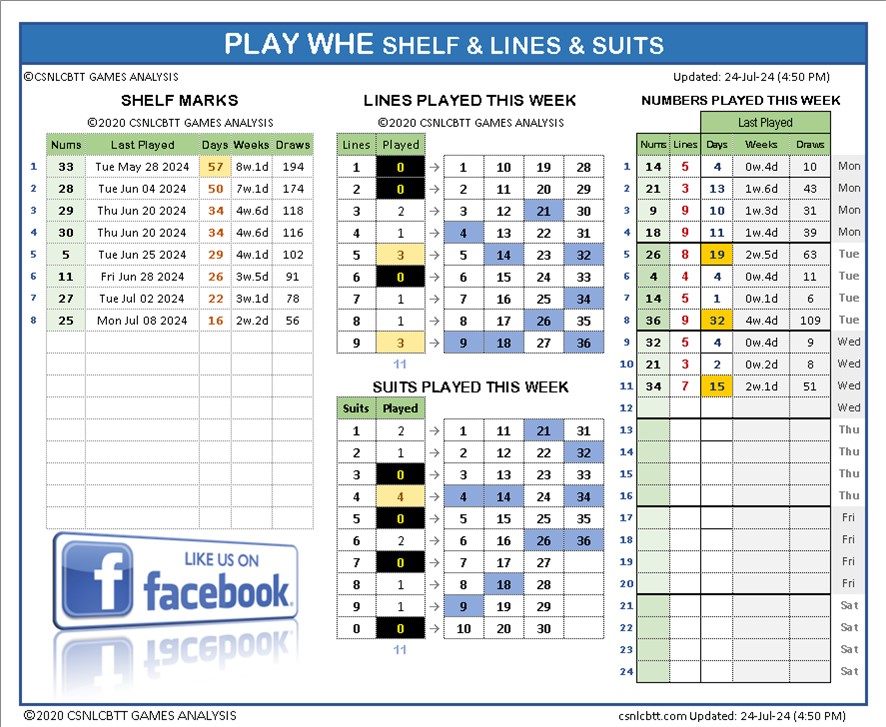 PLAY WHE SHELF & LINES & SUITS
©CSNLCBTT GAMES ANALYSIS
Updated: 24-Jul-24 (4:50 PM)
SHELF MARKS
©2020 CSNLCBTT GAMES ANALYSIS
Nums Last Played Days Weeks Draws
1 33 Tue May 28 2024 57 8w.1d 194
2 28 Tue Jun 04 2024 50 7w.1d 174
3 29 Thu Jun 20 2024 34 4w.6d 118
4 30 Thu Jun 20 2024 34 4w.6d 116
5 5 Tue Jun 25 2024 29 4w.1d 102
6 11 Fri Jun 28 2024 26 3w.5d 91
7 27 Tue Jul 02 2024 22 3w.1d 78
8 25 Mon Jul 08 2024 16 2w.2d 56
LIKE US ON
facebook
LINES PLAYED THIS WEEK
©2020 CSNLCBTT GAMES ANALYSIS
Lines Played
1 0 → 1 10 19 28
2 0 → 2 11 20 29
3 2 → 3 12 21 30
4 1 → 4 13 22 31
5 3 → 5 14 23 32
6 0 → 6 15 24 33
7 1 → 7 16 25 34
8 1 → 8 17 26 35
9 3 → 9 18 27 36
11
SUITS PLAYED THIS WEEK
Suits Played
1 2 → 1 11 21 31
2 1 → 2 12 22 32
3 0 → 3 13 23 33
4 4 → 4 14 24 34
5 0 → 5 15 25 35
6 2 → 6 16 26 36
7 0 → 7 17 27
8 1 → 8 18 28
9 1 → 9 19 29
0 0 → 10 20 30
11
NUMBERS PLAYED THIS WEEK
Last Played
Nums Lines Days Weeks Draws
1 14 5 4 0w.4d 10 Mon
2 21 3 13 1w.6d 43 Mon
3 9 9 10 1w.3d 31 Mon
4 18 9 11 1w.4d 39 Mon
5 26 8 19 2w.5d 63 Tue
6 4 4 4 0w.4d 11 Tue
7 14 5 1 0w.1d 6 Tue
8 36 9 32 4w.4d 109 Tue
9 32 5 4 0w.4d 9 Wed
10 21 3 2 0w.2d 8 Wed
11 34 7 15 2w.1d 51 Wed
12 Wed
13 Thu
14 Thu
15 Thu
16 Thu
17 Fri
18 Fri
19 Fri
20 Fri
21 Sat
22 Sat
23 Sat
24 Sat
©2020 CSNLCBTT GAMES ANALYSIS
csnlcbtt.com Updated: 24-Jul-24 (4:50 PM)